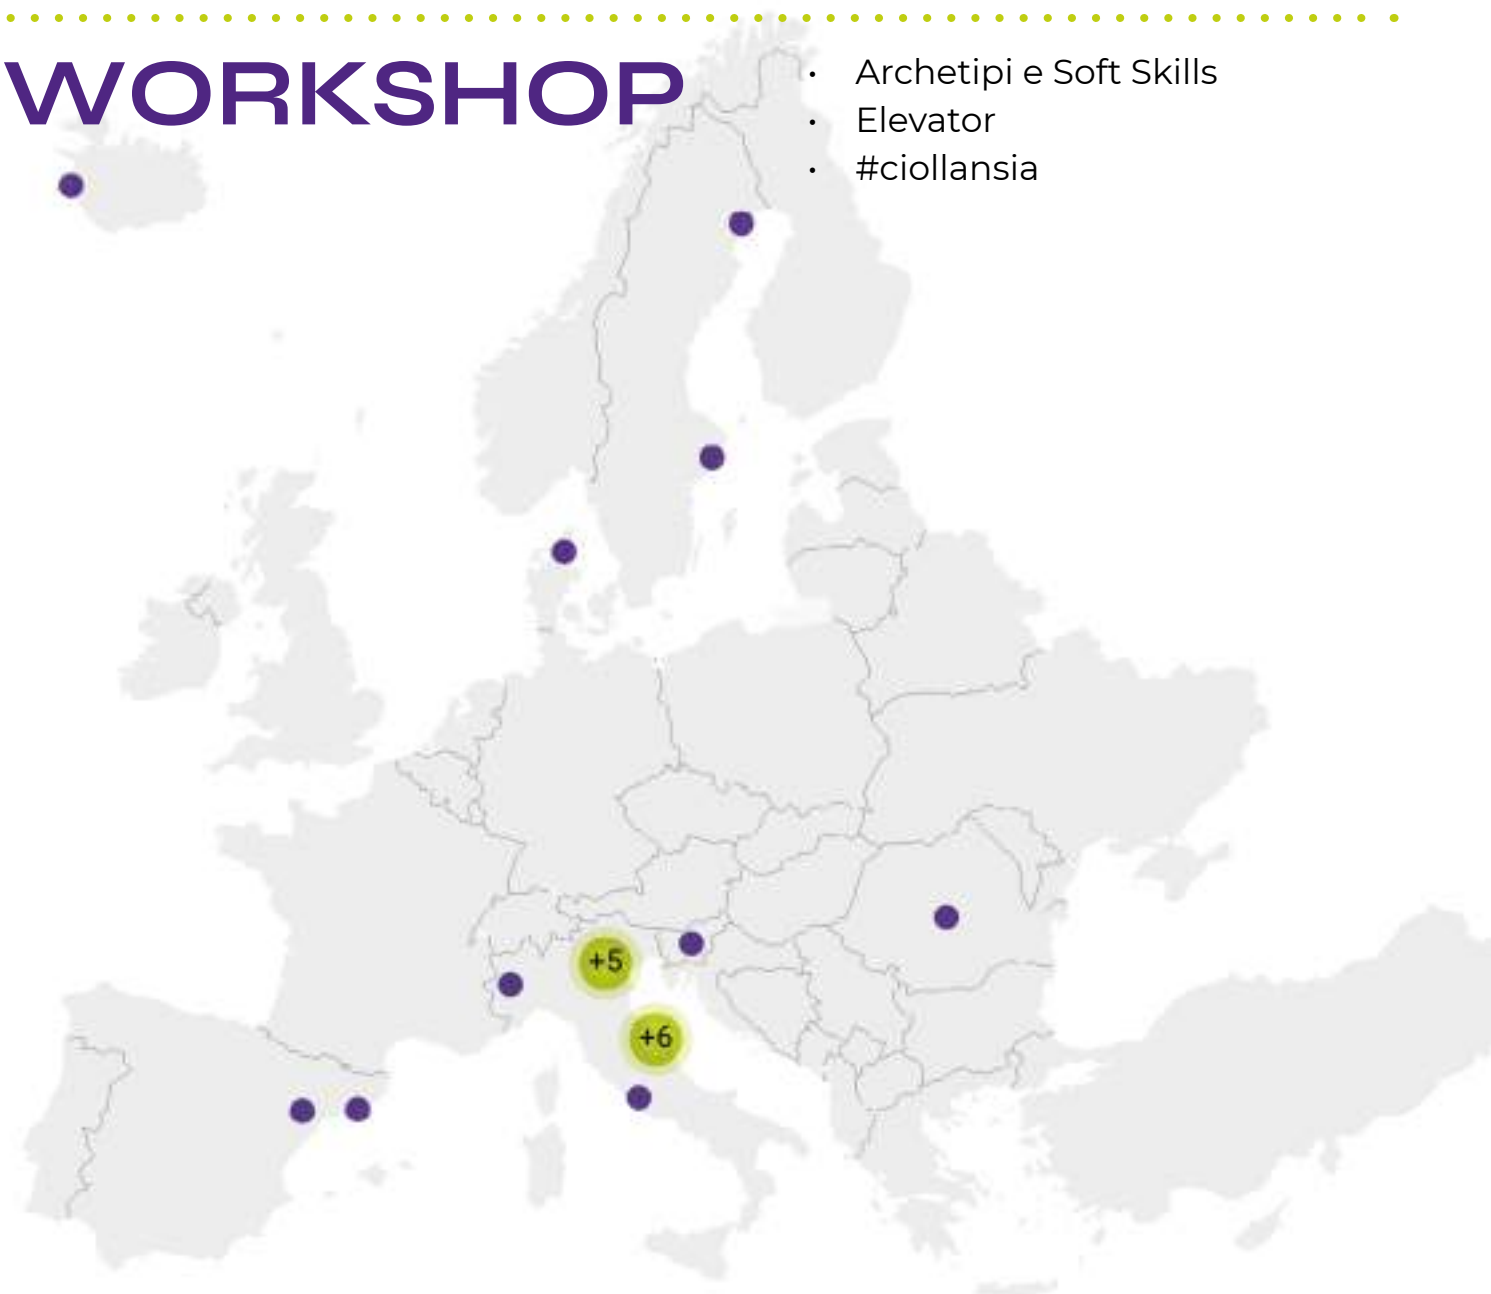 WORKSHOP
· Archetipi e Soft Skills
· Elevator
· #ciollansia
+5
+6